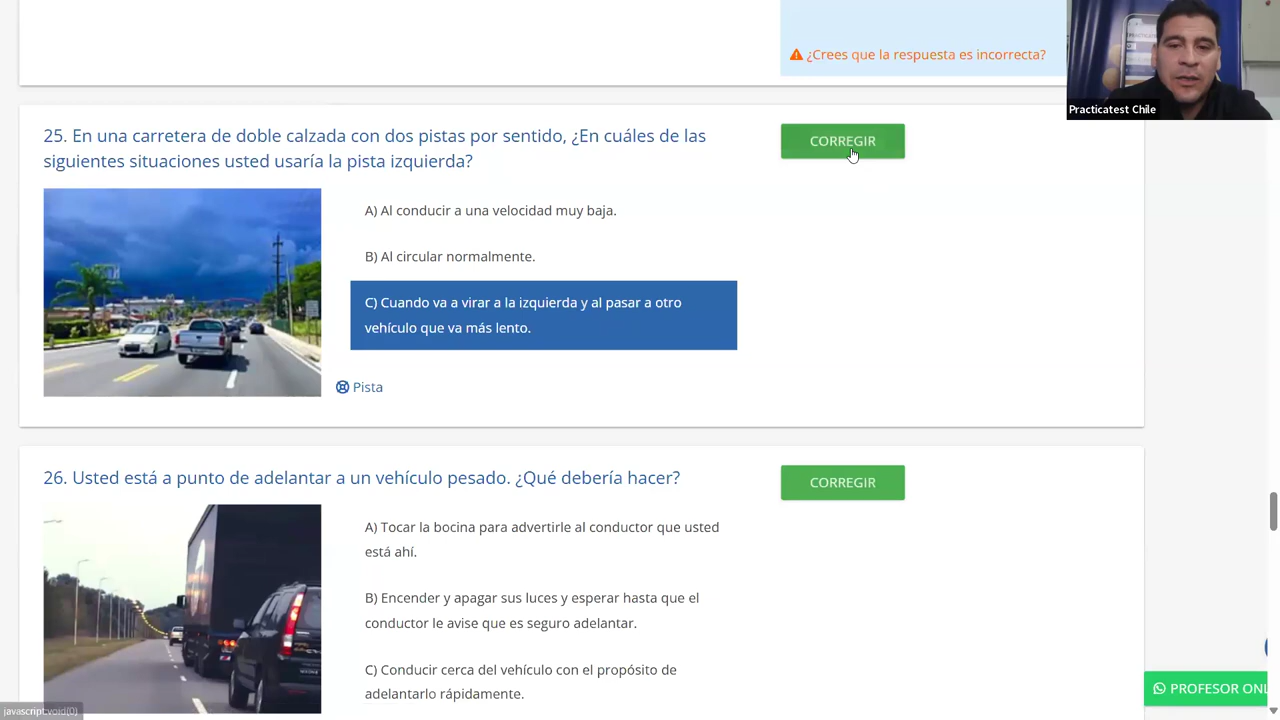 ¿Crees que la respuesta es incorrecta?
Practicatest Chile
25. En una carretera de doble calzada con dos pistas por sentido, ¿En cuáles de las
siguientes situaciones usted usaría la pista izquierda?
CORREGIR
A) Al conducir a una velocidad muy baja.
B) Al circular normalmente.
C) Cuando va a virar a la izquierda y al pasar a otro
vehículo que va más lento.
Pista
26. Usted está a punto de adelantar a un vehículo pesado. ¿Qué debería hacer?
CORREGIR
A) Tocar la bocina para advertirle al conductor que usted
está ahí.
B) Encender y apagar sus luces y esperar hasta que el
conductor le avise que es seguro adelantar.
C) Conducir cerca del vehículo con el propósito de
adelantarlo rápidamente.
PROFESOR ONL
javascript:void(0)